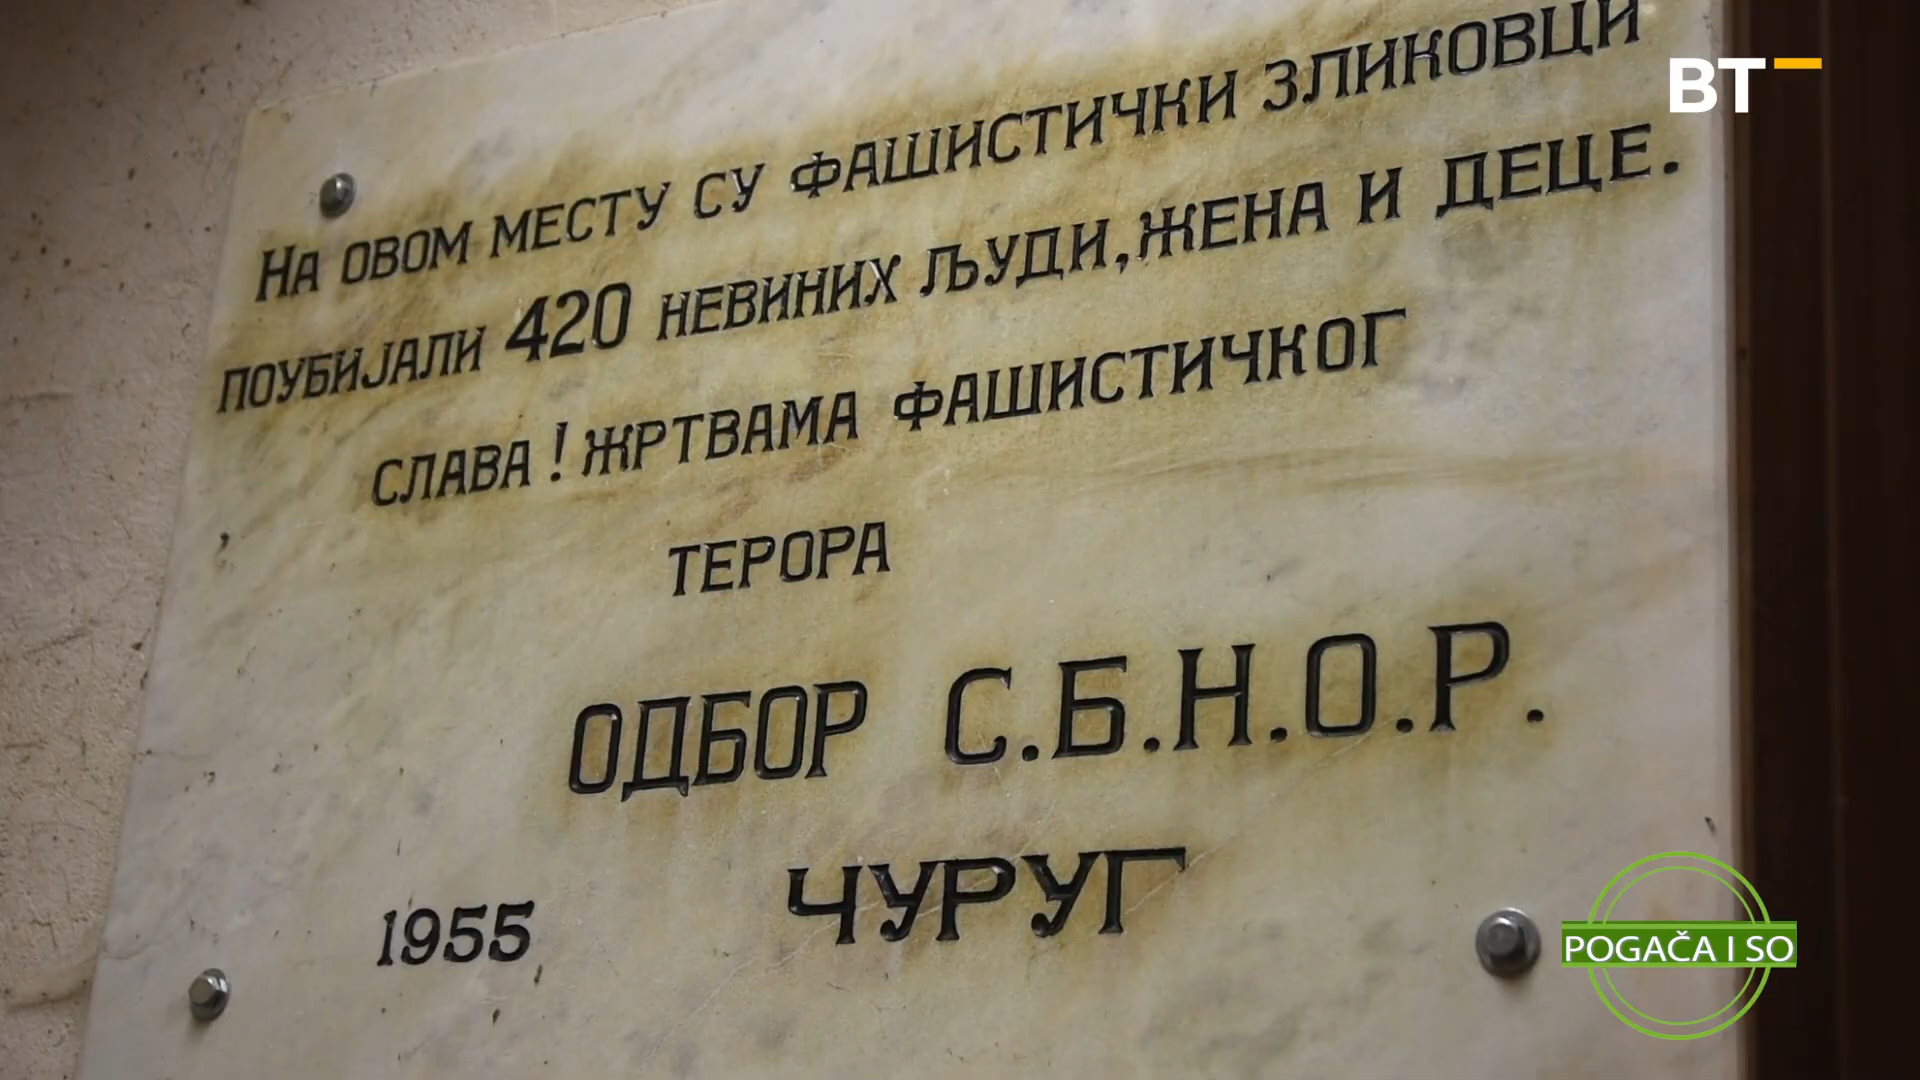 На овом месту су фашистички зликовци
поубијали 420 невиних људи, жена и деце.
слава! жртвама фашистичког
терора
ОДБОР С.Б.Н.О.Р.
ЧУРУГ
1955
BT
POGAČA I SO